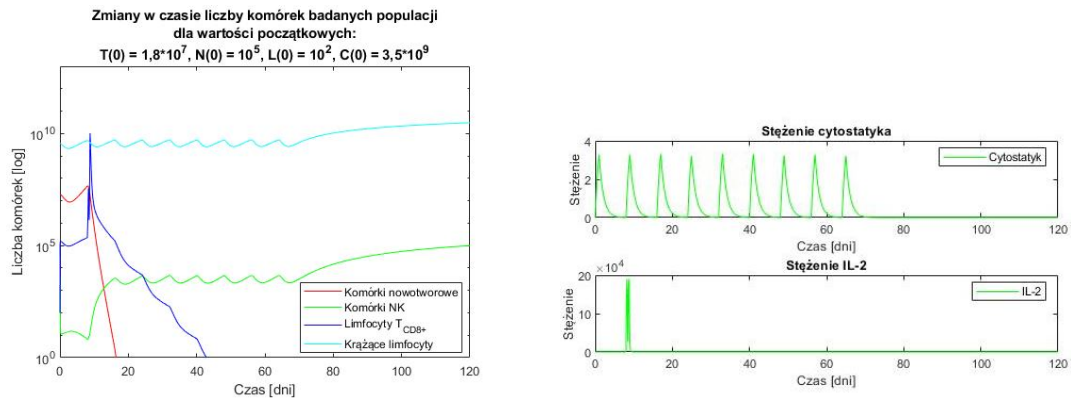 Zmiany w czasie liczby komórek badanych populacji
dla wartości początkowych:
T(0) = 1,8*10^7, N(0) = 10^5, L(0) = 10^2, C(0) = 3,5*10^9
Liczba komórek [log]
10^10
10^5
10^0
0 20 40 60 80 100 120
Czas [dni]
Komórki nowotworowe
Komórki NK
Limfocyty T_CD8+
Krążące limfocyty
Stężenie cytostatyka
Stężenie
4
2
0
0 20 40 60 80 100 120
Czas [dni]
Cytostatyk
Stężenie IL-2
× 10^4
Stężenie
20
10
0
0 20 40 60 80 100 120
Czas [dni]
IL-2